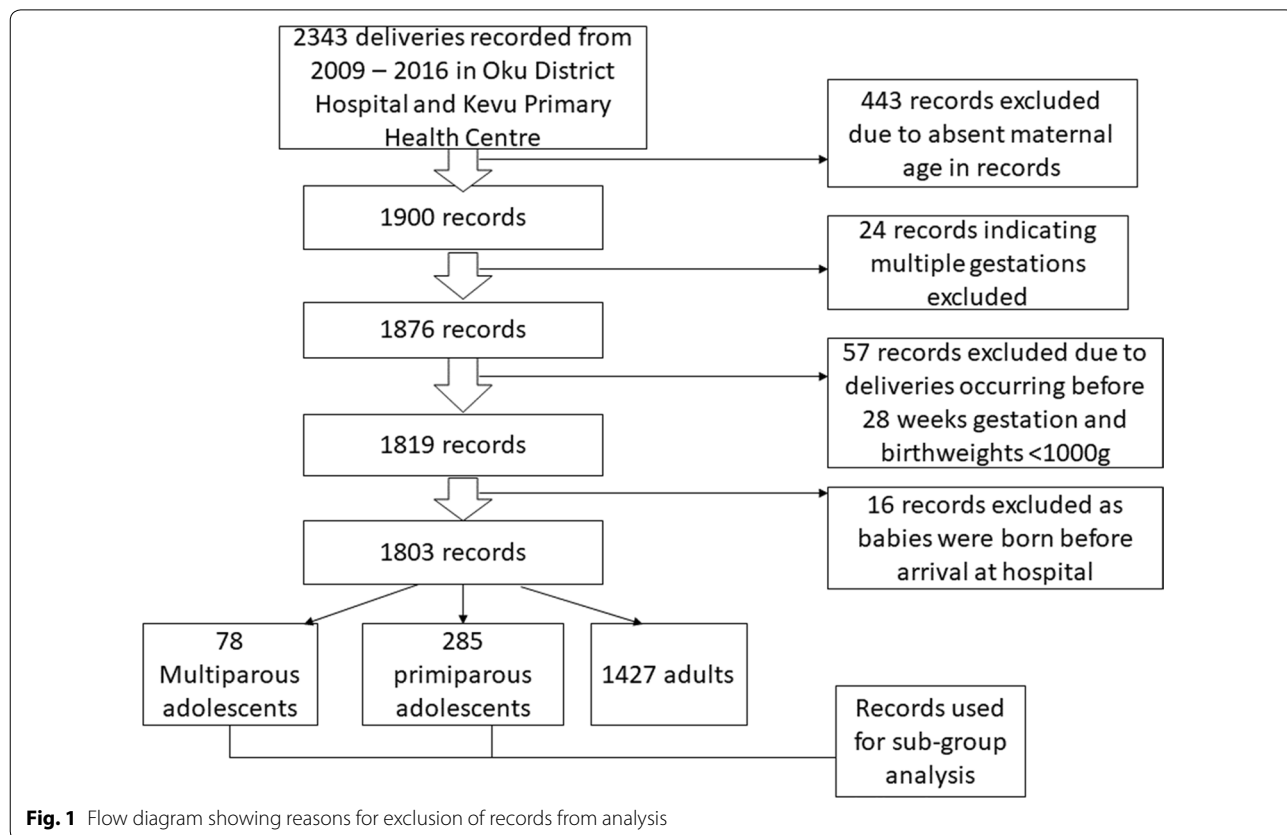 2343 deliveries recorded from
2009 – 2016 in Oku District
Hospital and Kevu Primary
Health Centre
443 records excluded
due to absent maternal
age in records
1900 records
24 records indicating
multiple gestations
excluded
1876 records
57 records excluded due to
deliveries occurring before
28 weeks gestation and
birthweights <1000g
1819 records
16 records excluded as
babies were born before
arrival at hospital
1803 records
78
Multiparous
adolescents
285
primiparous
adolescents
1427 adults
Records used
for sub-group
analysis
Fig. 1 Flow diagram showing reasons for exclusion of records from analysis